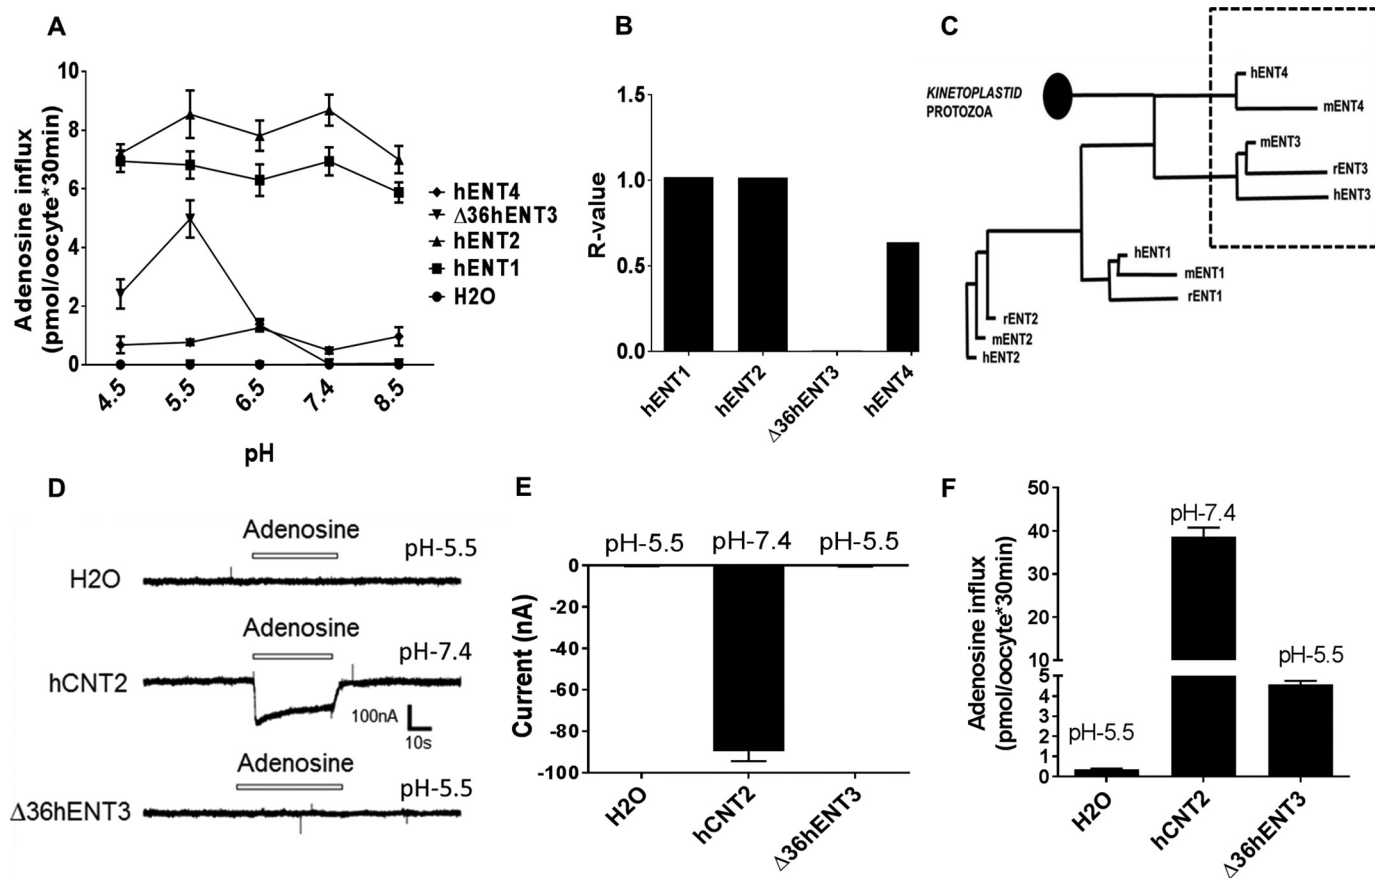 A
Adenosine influx
(pmol/oocyte*30min)
10
8
6
4
2
0
4.5
5.5
6.5
7.4
8.5
pH
hENT4
Δ36hENT3
hENT2
hENT1
H2O
B
R-value
1.5
1.0
0.5
0.0
hENT1
hENT2
Δ36hENT3
hENT4
C
KINETOPLASTID
PROTOZOA
hENT4
mENT4
mENT3
rENT3
hENT3
hENT1
mENT1
rENT1
rENT2
mENT2
hENT2
D
Adenosine
pH-5.5
H2O
Adenosine
pH-7.4
hCNT2
100nA
10s
Adenosine
pH-5.5
Δ36hENT3
E
pH-5.5
pH-7.4
pH-5.5
Current (nA)
0
-20
-40
-60
-80
-100
H2O
hCNT2
Δ36hENT3
F
Adenosine influx
(pmol/oocyte*30min)
50
40
30
20
10
5
4
3
2
1
0
pH-5.5
pH-7.4
pH-5.5
H2O
hCNT2
Δ36hENT3